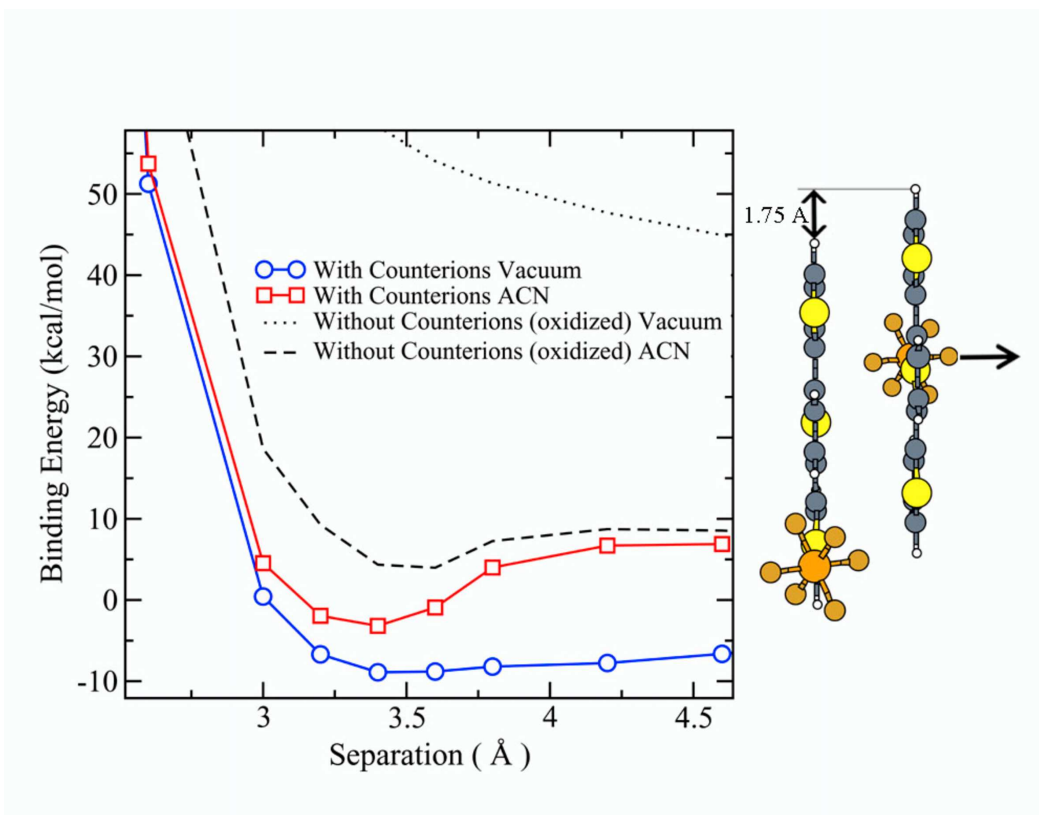 50
40
30
20
10
0
-10
Binding Energy (kcal/mol)
With Counterions Vacuum
With Counterions ACN
Without Counterions (oxidized) Vacuum
Without Counterions (oxidized) ACN
3
3.5
4
4.5
Separation ( Å )
1.75 A